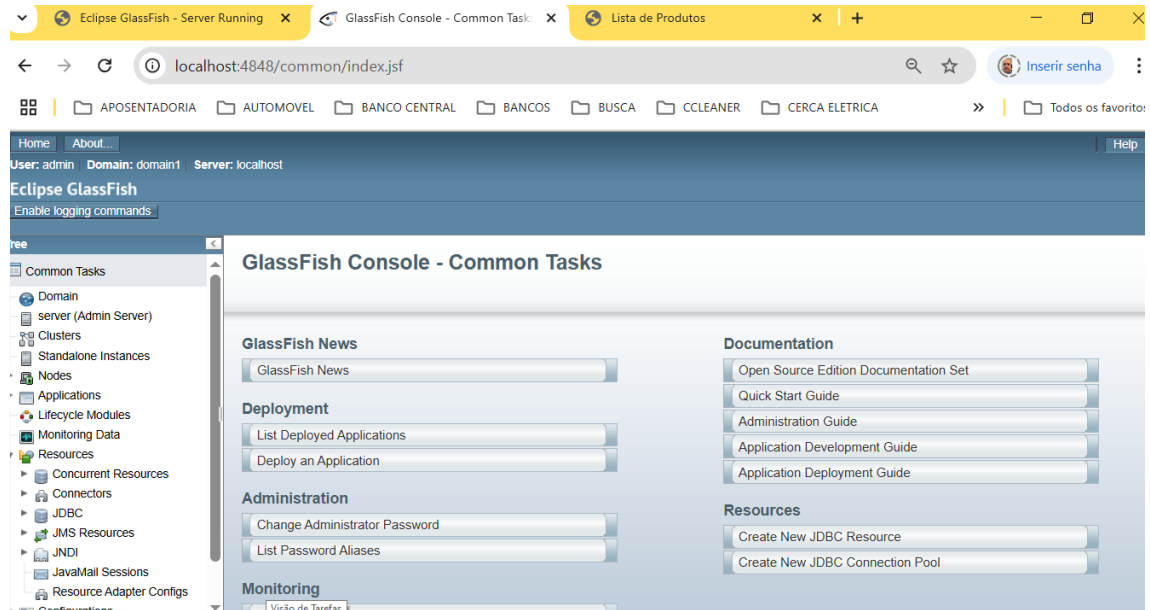 Eclipse GlassFish - Server Running
GlassFish Console - Common Task
Lista de Produtos
localhost:4848/common/index.jsf
Inserir senha
APOSENTADORIA
AUTOMOVEL
BANCO CENTRAL
BANCOS
BUSCA
CCLEANER
CERCA ELETRICA
Todos os favoritos
Home
About...
Help
User: admin Domain: domain1 Server: localhost
Eclipse GlassFish
Enable logging commands
Tree
Common Tasks
Domain
server (Admin Server)
Clusters
Standalone Instances
Nodes
Applications
Lifecycle Modules
Monitoring Data
Resources
Concurrent Resources
Connectors
JDBC
JMS Resources
JNDI
JavaMail Sessions
Resource Adapter Configs
Configurations
GlassFish Console - Common Tasks
GlassFish News
GlassFish News
Deployment
List Deployed Applications
Deploy an Application
Administration
Change Administrator Password
List Password Aliases
Monitoring
Visão de Tarefas
Documentation
Open Source Edition Documentation Set
Quick Start Guide
Administration Guide
Application Development Guide
Application Deployment Guide
Resources
Create New JDBC Resource
Create New JDBC Connection Pool